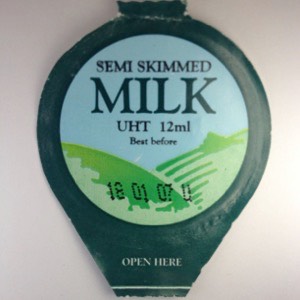 SEMI SKIMMED
MILK
UHT 12ml
Best before
18 01 07 U
OPEN HERE